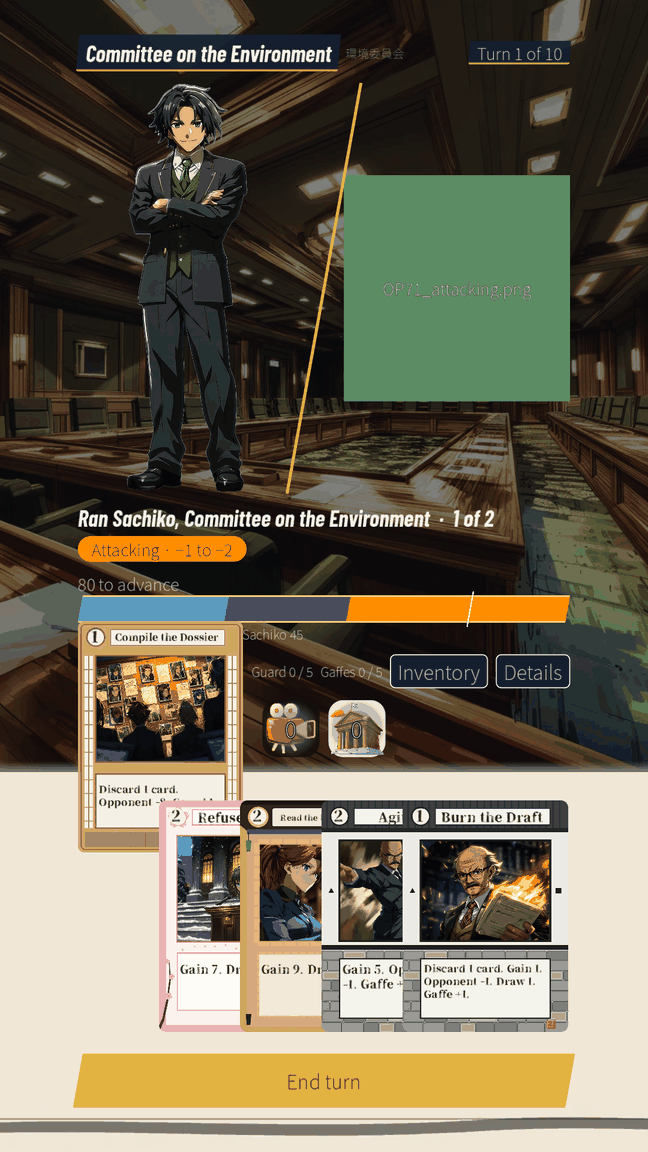 Committee on the Environment 環境委員会
Turn 1 of 10
OP71_attacking.png
Ran Sachiko, Committee on the Environment · 1 of 2
Attacking · −1 to −2
80 to advance
Sachiko 45
Guard 0 / 5 Gaffes 0 / 5
Inventory
Details
0
0
1 Compile the Dossier
Discard 1 card.
Opponent
2 Refuse
Gain 7.
2 Read the
Gain 9.
2 Agi
Gain 5.
-1. Gaffe +
1 Burn the Draft
Discard 1 card. Gain 1.
Opponent -1. Draw 1.
Gaffe +1.
End turn